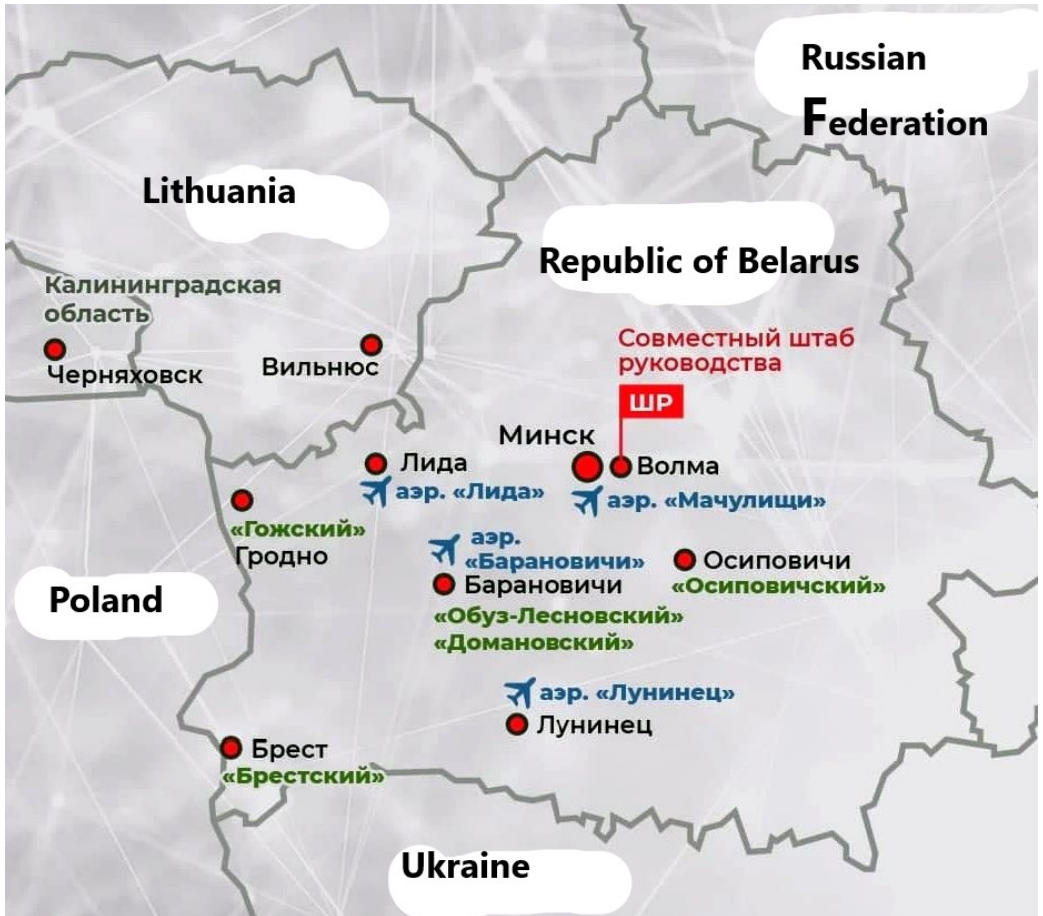 Russian
Federation
Lithuania
Republic of Belarus
Калининградская
область
Черняховск
Вильнюс
Совместный штаб
руководства
ШР
Минск
Волма
аэр. «Мачулищи»
Лида
аэр. «Лида»
«Гожский»
Гродно
аэр.
«Барановичи»
Барановичи
«Обуз-Лесновский»
«Домановский»
Осиповичи
«Осиповичский»
Poland
аэр. «Лунинец»
Лунинец
Брест
«Брестский»
Ukraine